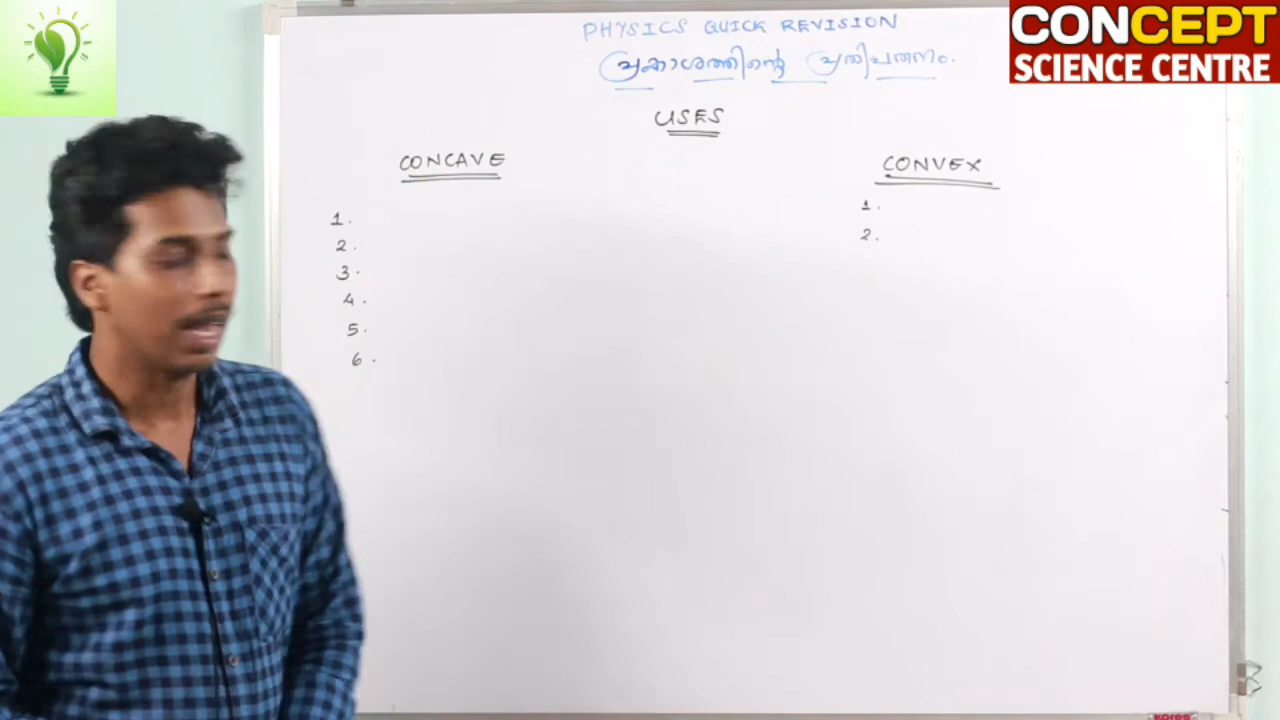 PHYSICS QUICK REVISION
പ്രകാശത്തിന്റെ പ്രതിപതനം.
CONCEPT
SCIENCE CENTRE
USES
CONCAVE
1.
2.
3.
4.
5.
6.
CONVEX
1.
2.
kores